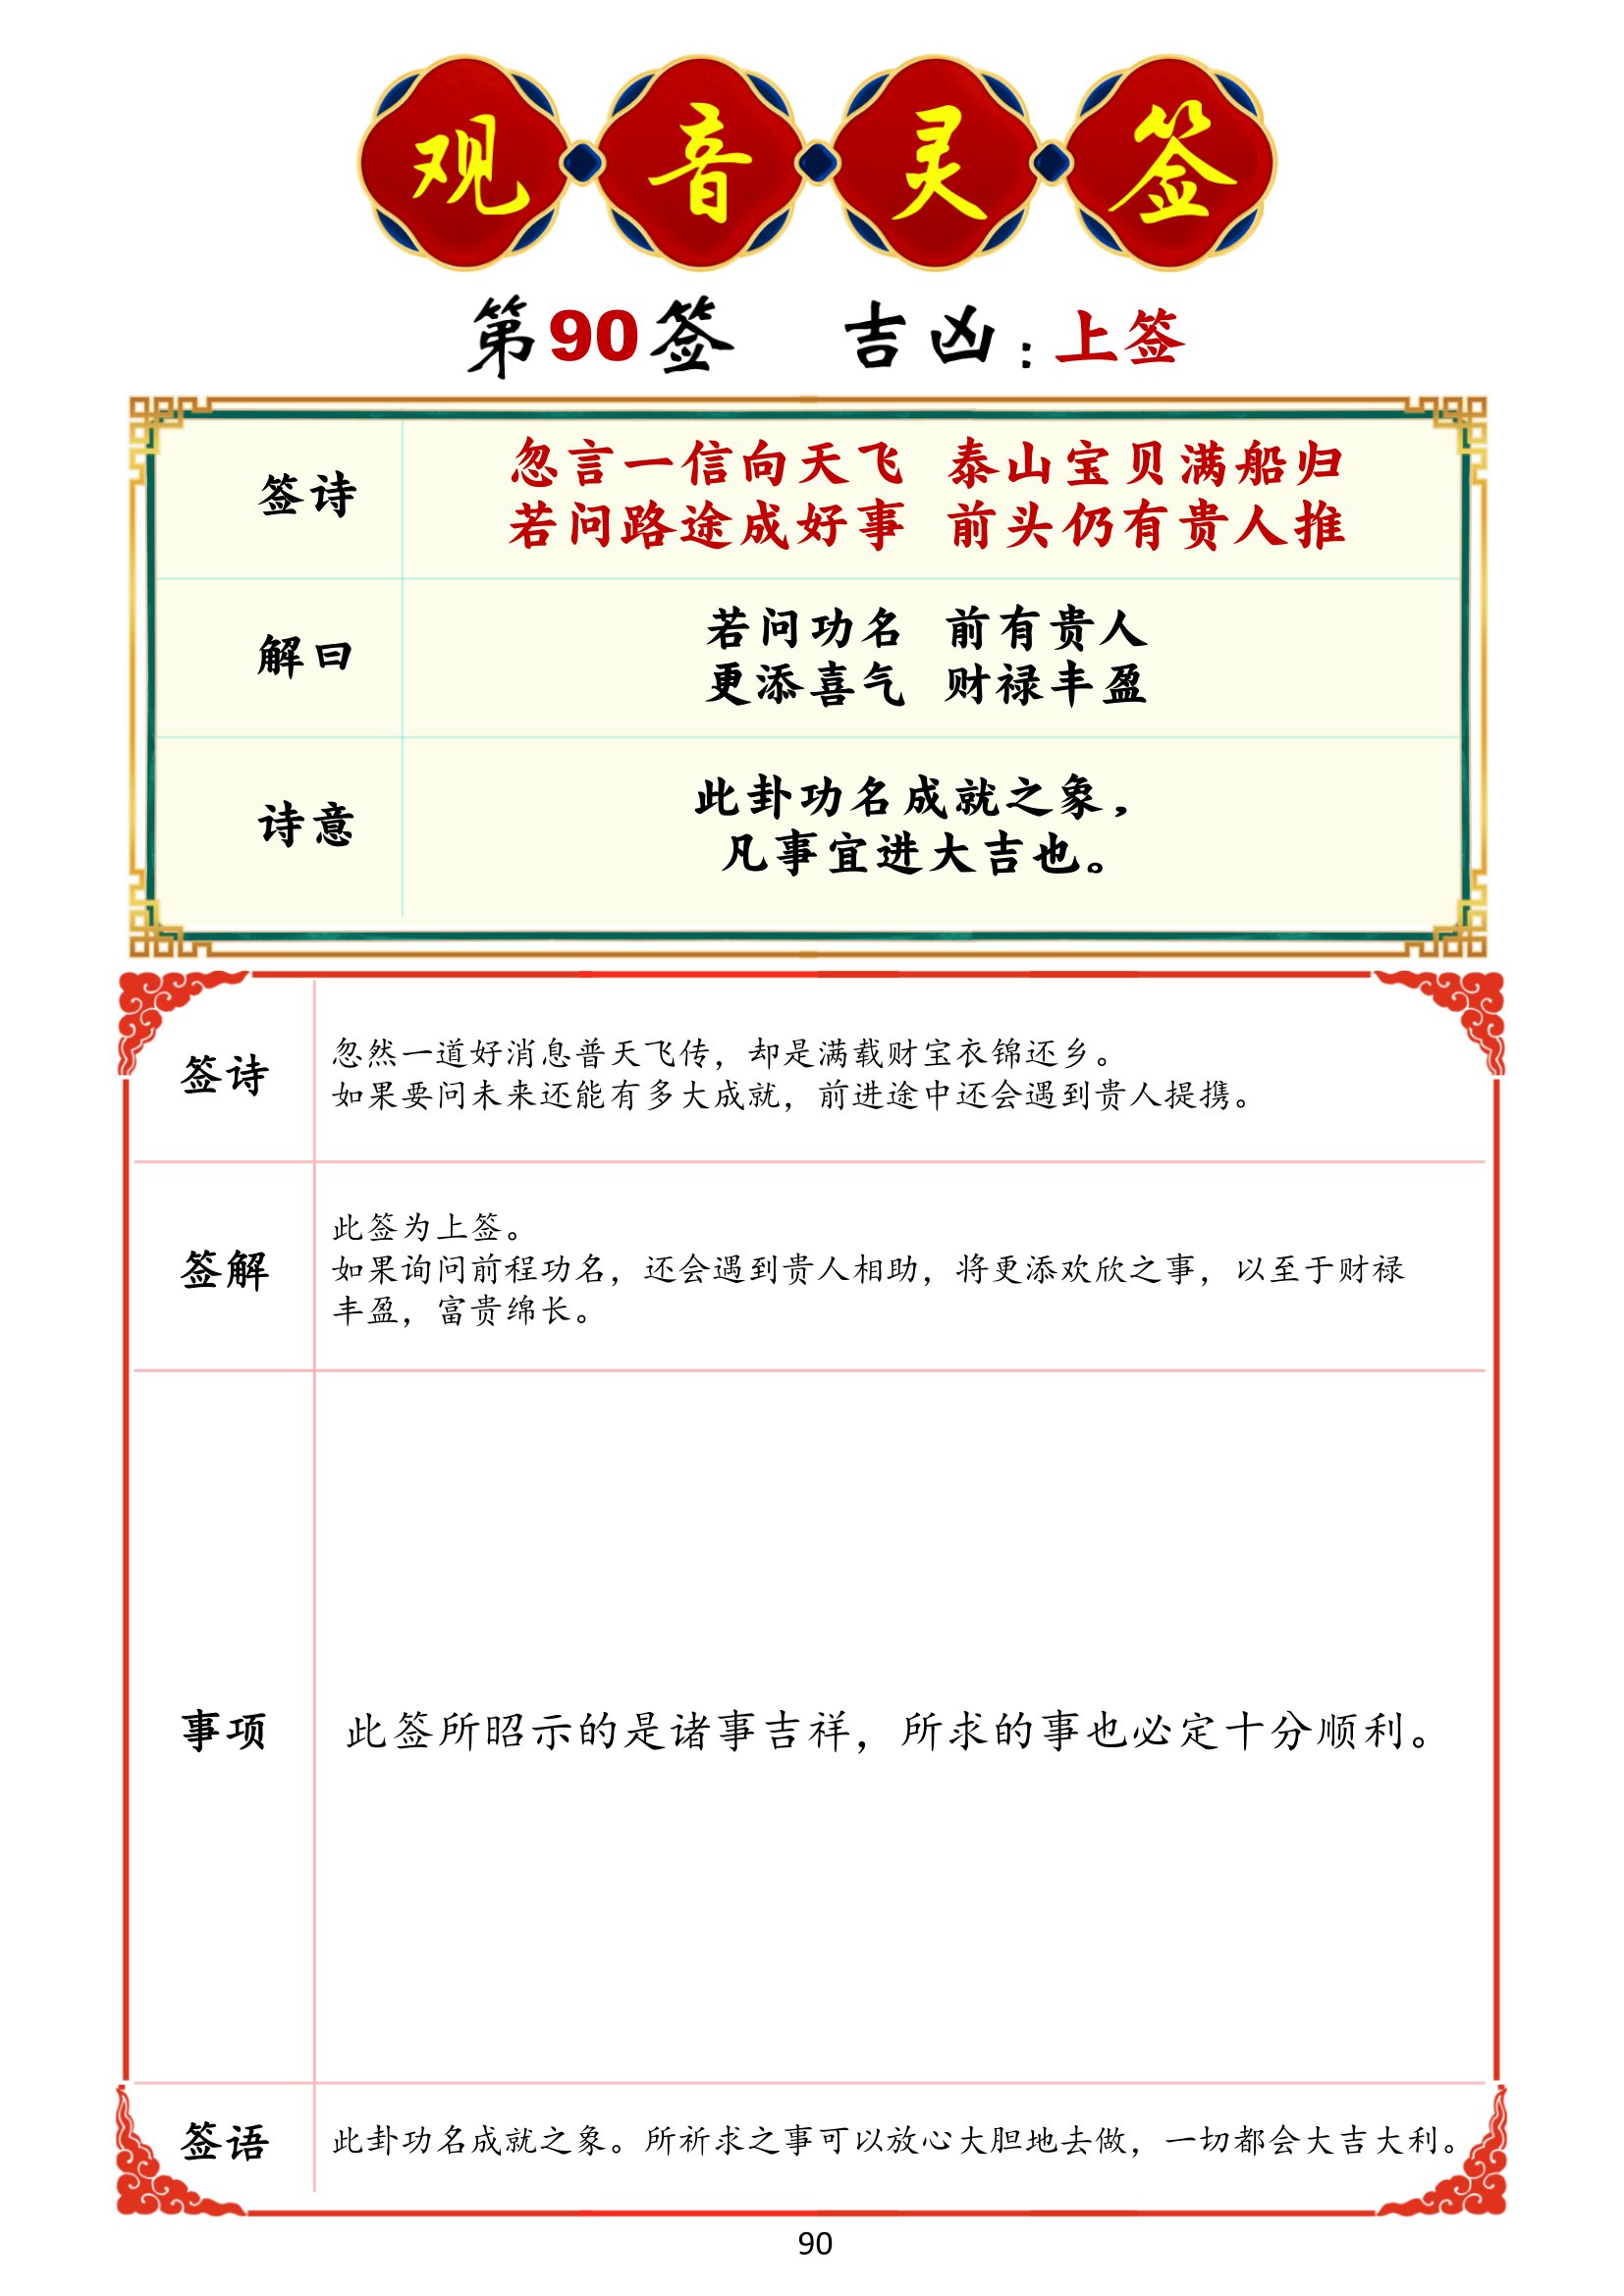 观音灵签
第90签 吉凶:上签
签诗
忽言一信向天飞 泰山宝贝满船归
若问路途成好事 前头仍有贵人推
解曰
若问功名 前有贵人
更添喜气 财禄丰盈
诗意
此卦功名成就之象，
凡事宜进大吉也。
签诗
忽然一道好消息普天飞传，却是满载财宝衣锦还乡。
如果要问未来还能有多大成就，前进途中还会遇到贵人提携。
签解
此签为上签。
如果询问前程功名，还会遇到贵人相助，将更添欢欣之事，以至于财禄
丰盈，富贵绵长。
事项
此签所昭示的是诸事吉祥，所求的事也必定十分顺利。
签语
此卦功名成就之象。所祈求之事可以放心大胆地去做，一切都会大吉大利。
90